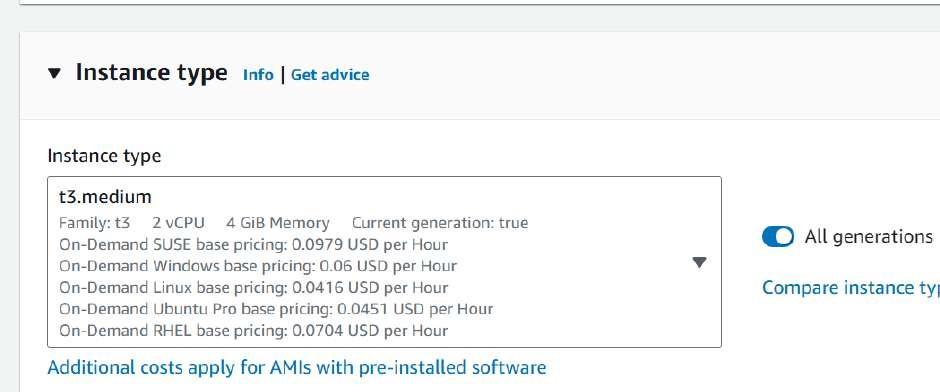 Instance type Info | Get advice
Instance type
t3.medium
Family: t3 2 vCPU 4 GiB Memory Current generation: true
On-Demand SUSE base pricing: 0.0979 USD per Hour
On-Demand Windows base pricing: 0.06 USD per Hour
On-Demand Linux base pricing: 0.0416 USD per Hour
On-Demand Ubuntu Pro base pricing: 0.0451 USD per Hour
On-Demand RHEL base pricing: 0.0704 USD per Hour
All generations
Compare instance
Additional costs apply for AMIs with pre-installed software